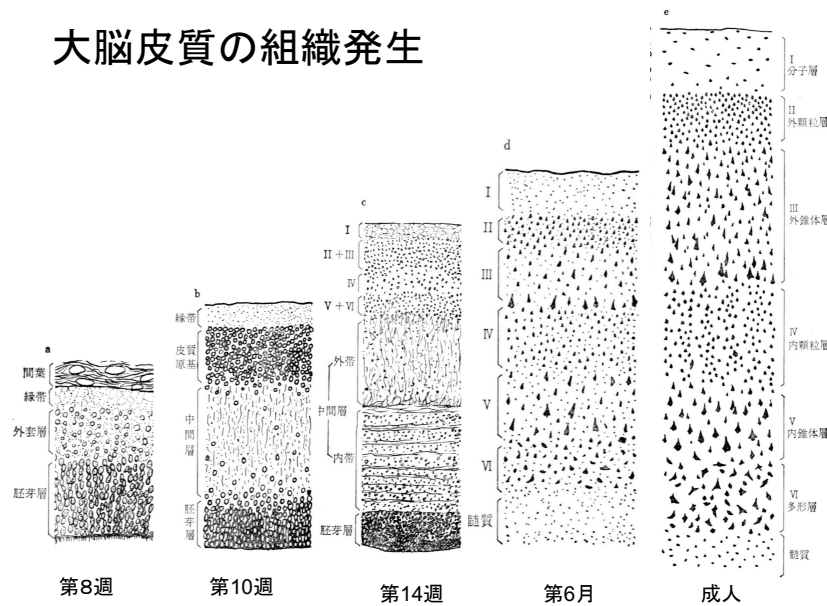 大脳皮質の組織発生
a
間葉
縁帯
外套層
胚芽層
第8週
b
縁帯
皮質
原基
中間層
胚芽層
第10週
c
I
II+III
IV
V+VI
外帯
中間層
内帯
胚芽層
第14週
d
I
II
III
IV
V
VI
髄質
第6月
e
I
分子層
II
外顆粒層
III
外錐体層
IV
内顆粒層
V
内錐体層
VI
多形層
髄質
成人